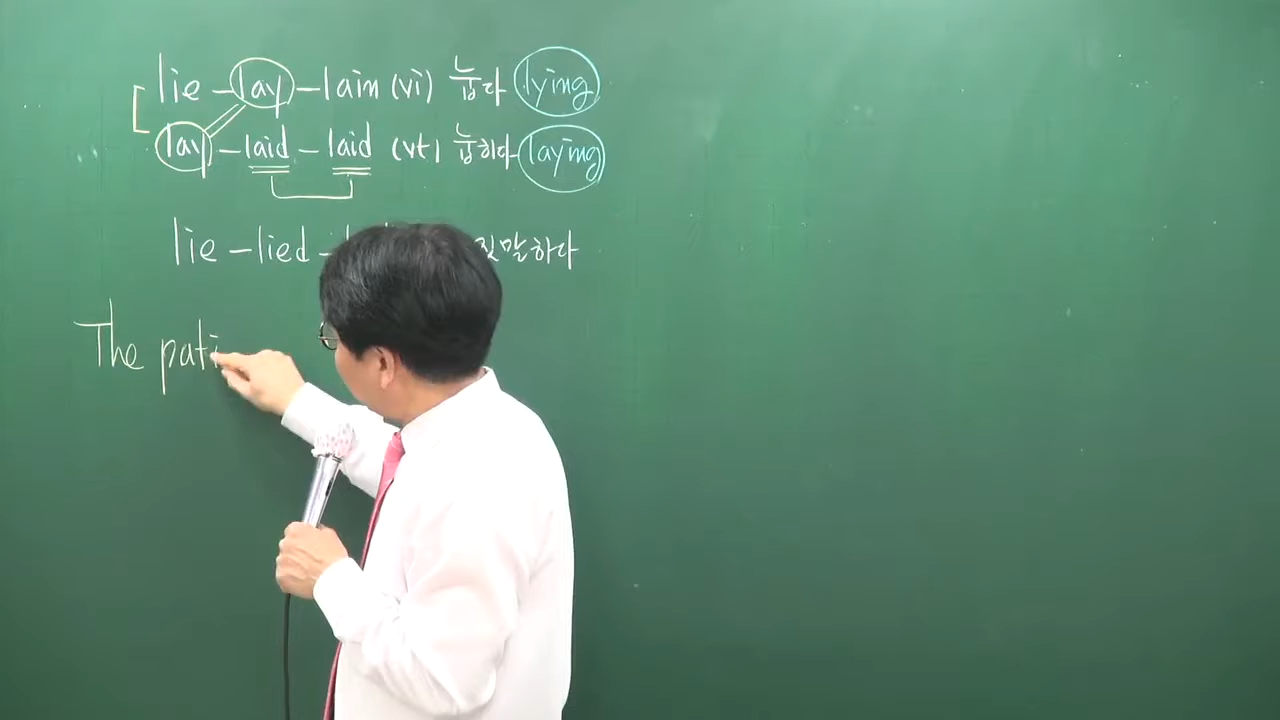 lie – lay – lain (vi) 눕다 lying
lay – laid – laid (vt) 눕히다 – laying
lie – lied – 짓말하다
The pati